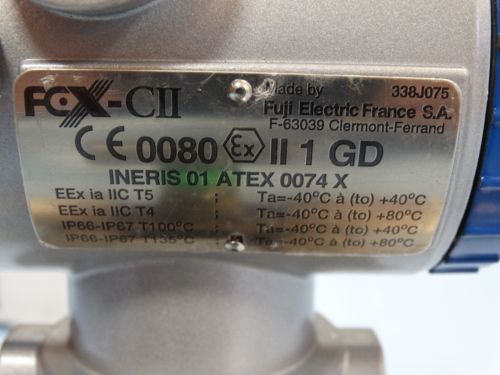 FCX-CII
Made by 338J075
Fuji Electric France S.A.
F-63039 Clermont-Ferrand
CE 0080 Ex II 1 GD
INERIS 01 ATEX 0074 X
EEx ia IIC T5 : Ta=-40°C à (to) +40°C
EEx ia IIC T4 : Ta=-40°C à (to) +80°C
IP66-IP67 T100°C : Ta=-40°C à (to) +40°C
IP66-IP67 T135°C : Ta=-40°C à (to) +80°C